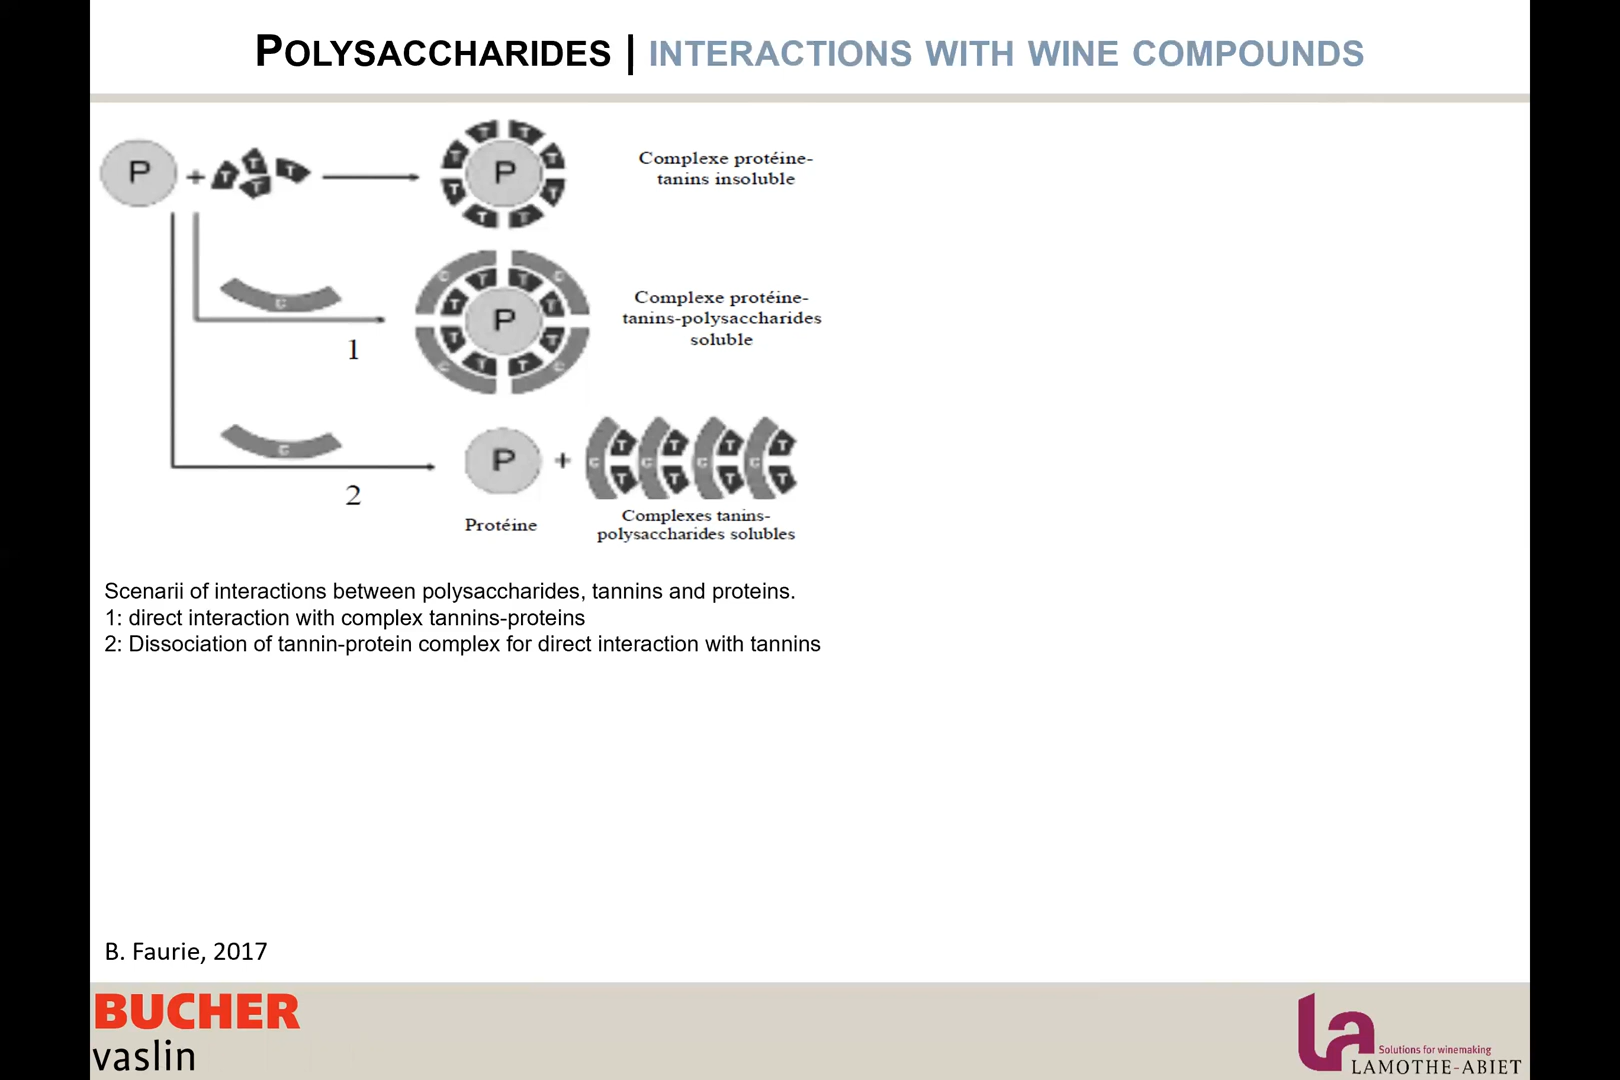 POLYSACCHARIDES | INTERACTIONS WITH WINE COMPOUNDS
P + T T T T
P T T T T T T T T
Complexe protéine-
tanins insoluble
C
1
P T T T T T T T T C C C C
Complexe protéine-
tanins-polysaccharides
soluble
C
2
P + C T T C T T C T T C T T
Protéine
Complexes tanins-
polysaccharides solubles
Scenarii of interactions between polysaccharides, tannins and proteins.
1: direct interaction with complex tannins-proteins
2: Dissociation of tannin-protein complex for direct interaction with tannins
B. Faurie, 2017
BUCHER
vaslin
la
Solutions for winemaking
LAMOTHE-ABIET